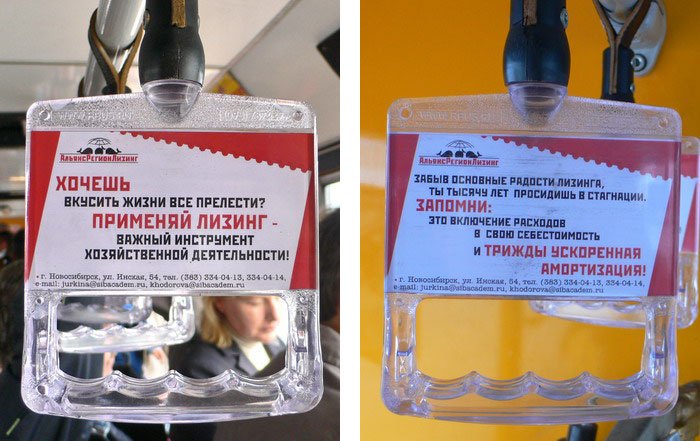 АльянсРегионЛизинг
ХОЧЕШЬ
ВКУСИТЬ ЖИЗНИ ВСЕ ПРЕЛЕСТИ?
ПРИМЕНЯЙ ЛИЗИНГ -
ВАЖНЫЙ ИНСТРУМЕНТ
ХОЗЯЙСТВЕННОЙ ДЕЯТЕЛЬНОСТИ!
• г. Новосибирск, ул. Инская, 54, тел. (383) 334-04-13, 334-04-14,
e-mail: jurkina@sibacadem.ru, khodorova@sibacadem.ru
АльянсРегионЛизинг
ЗАБЫВ ОСНОВНЫЕ РАДОСТИ ЛИЗИНГА,
ТЫ ТЫСЯЧУ ЛЕТ ПРОСИДИШЬ В СТАГНАЦИИ.
ЗАПОМНИ:
ЭТО ВКЛЮЧЕНИЕ РАСХОДОВ
В СВОЮ СЕБЕСТОИМОСТЬ
И ТРИЖДЫ УСКОРЕННАЯ
АМОРТИЗАЦИЯ!
• г. Новосибирск, ул. Инская, 54, тел. (383) 334-04-13, 334-04-14,
e-mail: jurkina@sibacadem.ru, khodorova@sibacadem.ru